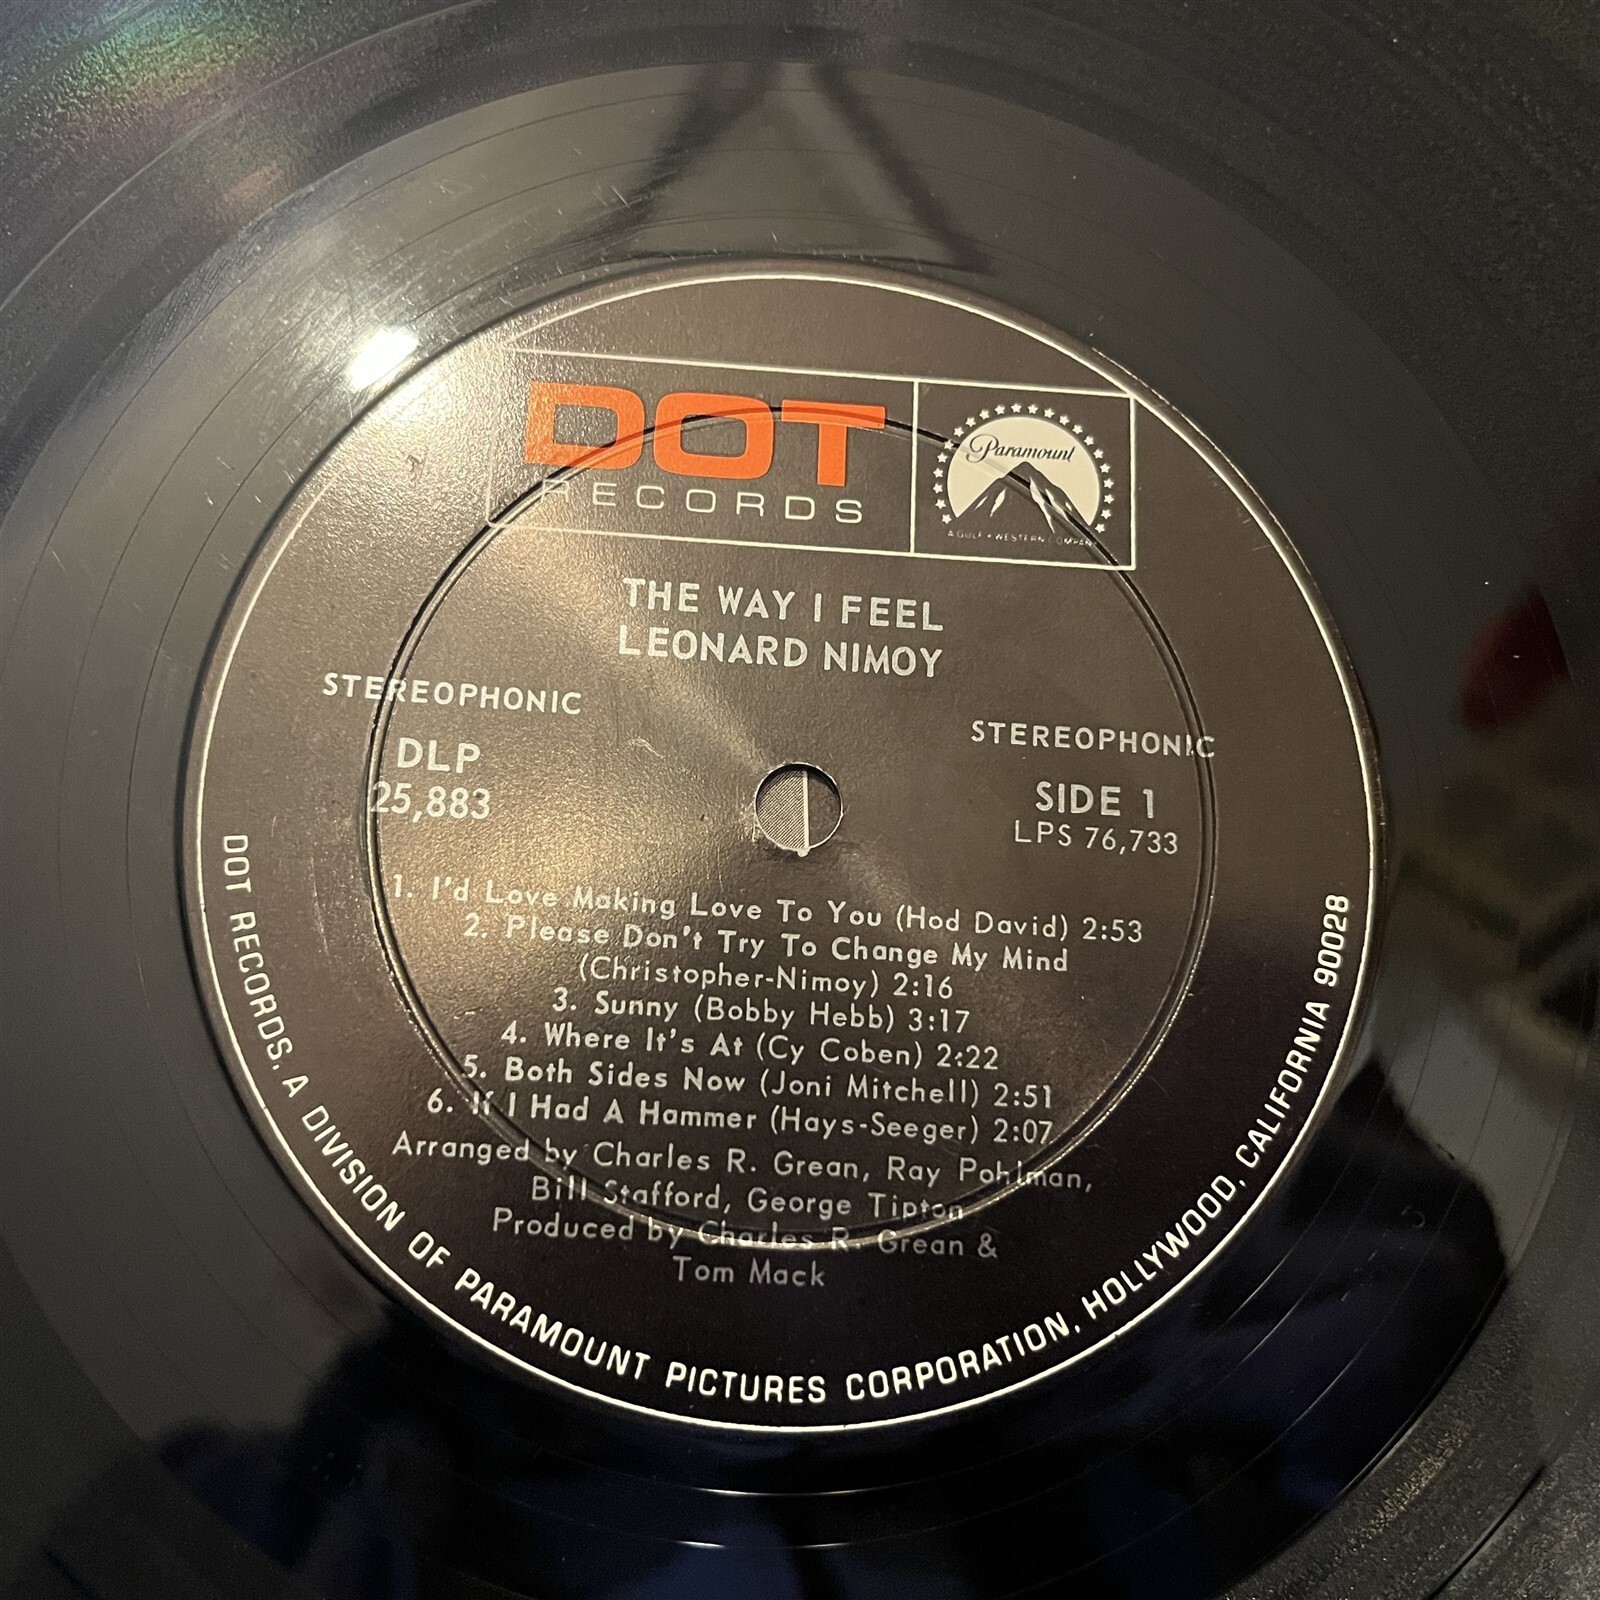 DOT
RECORDS
Paramount
A GULF + WESTERN COMPANY
THE WAY I FEEL
LEONARD NIMOY
STEREOPHONIC
DLP
25,883
STEREOPHONIC
SIDE 1
LPS 76,733
1. I'd Love Making Love To You (Hod David) 2:53
2. Please Don't Try To Change My Mind
(Christopher-Nimoy) 2:16
3. Sunny (Bobby Hebb) 3:17
4. Where It's At (Cy Coben) 2:22
5. Both Sides Now (Joni Mitchell) 2:51
6. If I Had A Hammer (Hays-Seeger) 2:07
Arranged by Charles R. Grean, Ray Pohlman,
Bill Stafford, George Tipton
Produced by Charles R. Grean &
Tom Mack
DOT RECORDS, A DIVISION OF PARAMOUNT PICTURES CORPORATION, HOLLYWOOD, CALIFORNIA 90028